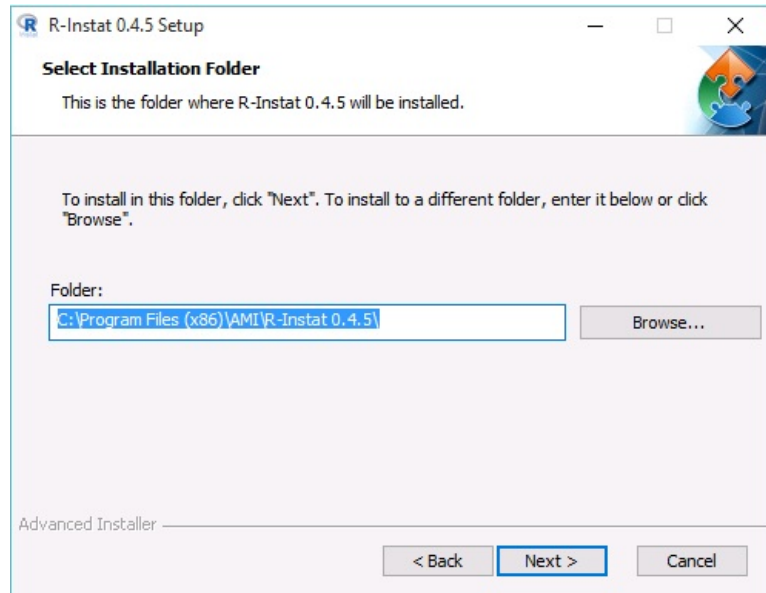 R-Instat 0.4.5 Setup
Select Installation Folder
This is the folder where R-Instat 0.4.5 will be installed.
To install in this folder, click "Next". To install to a different folder, enter it below or click
"Browse".
Folder:
C:\Program Files (x86)\AMI\R-Instat 0.4.5\
Browse...
Advanced Installer
< Back Next > Cancel